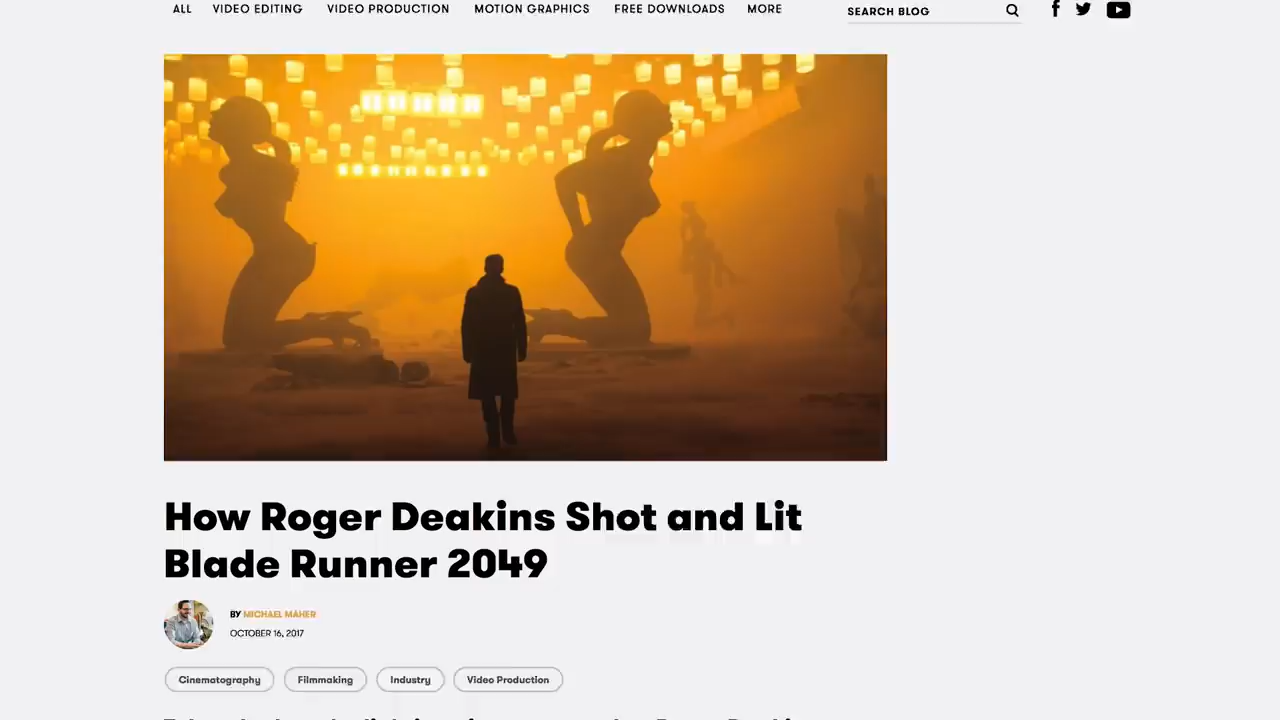 ALL VIDEO EDITING VIDEO PRODUCTION MOTION GRAPHICS FREE DOWNLOADS MORE SEARCH BLOG
How Roger Deakins Shot and Lit
Blade Runner 2049
BY MICHAEL MAHER
OCTOBER 16, 2017
Cinematography Filmmaking Industry Video Production